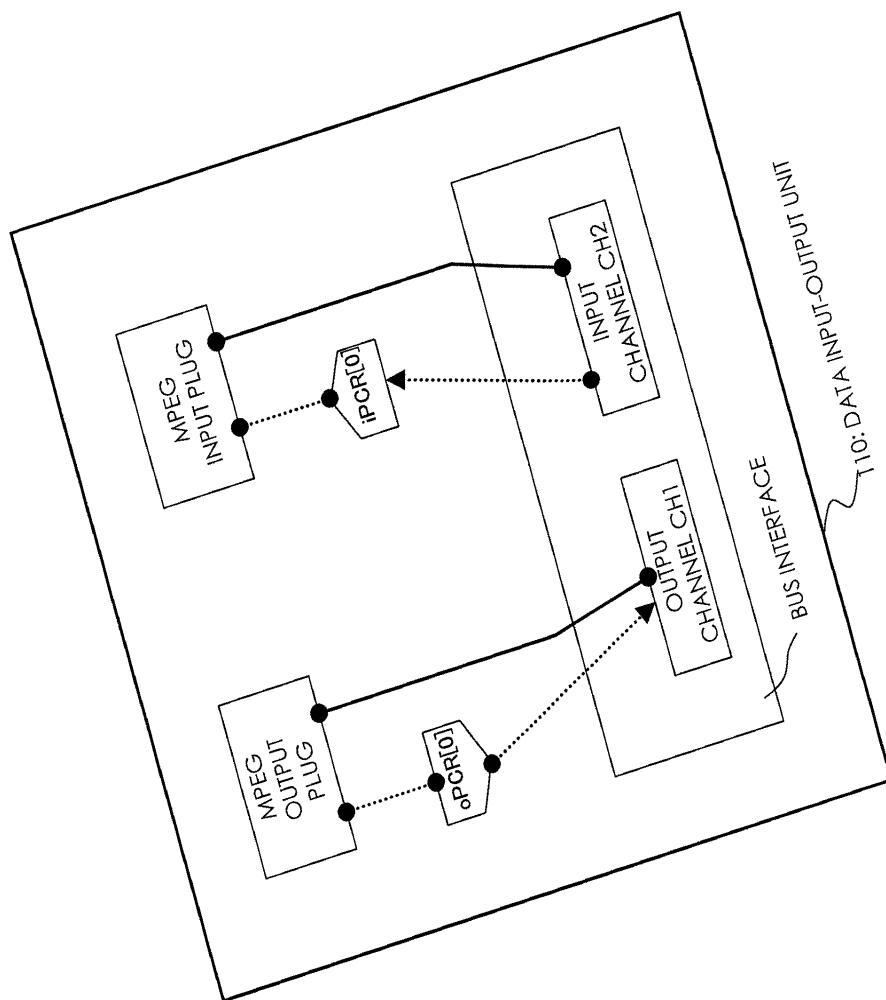 MPEG
OUTPUT
PLUG
MPEG
INPUT PLUG
oPCR[0]
iPCR[0]
OUTPUT
CHANNEL CH1
INPUT
CHANNEL CH2
BUS INTERFACE
T10: DATA INPUT-OUTPUT UNIT